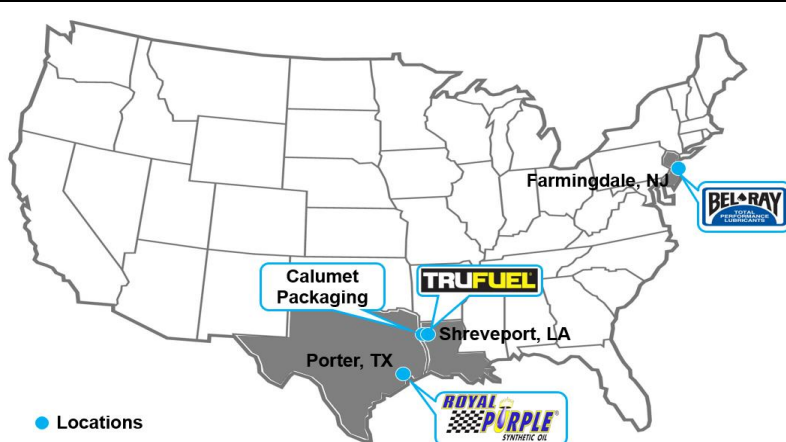 Farmingdale, NJ
BEL-RAY
TOTAL
PERFORMANCE
LUBRICANTS
Calumet
Packaging
TRUFUEL®
Shreveport, LA
Porter, TX
ROYAL
PURPLE®
SYNTHETIC OIL
Locations